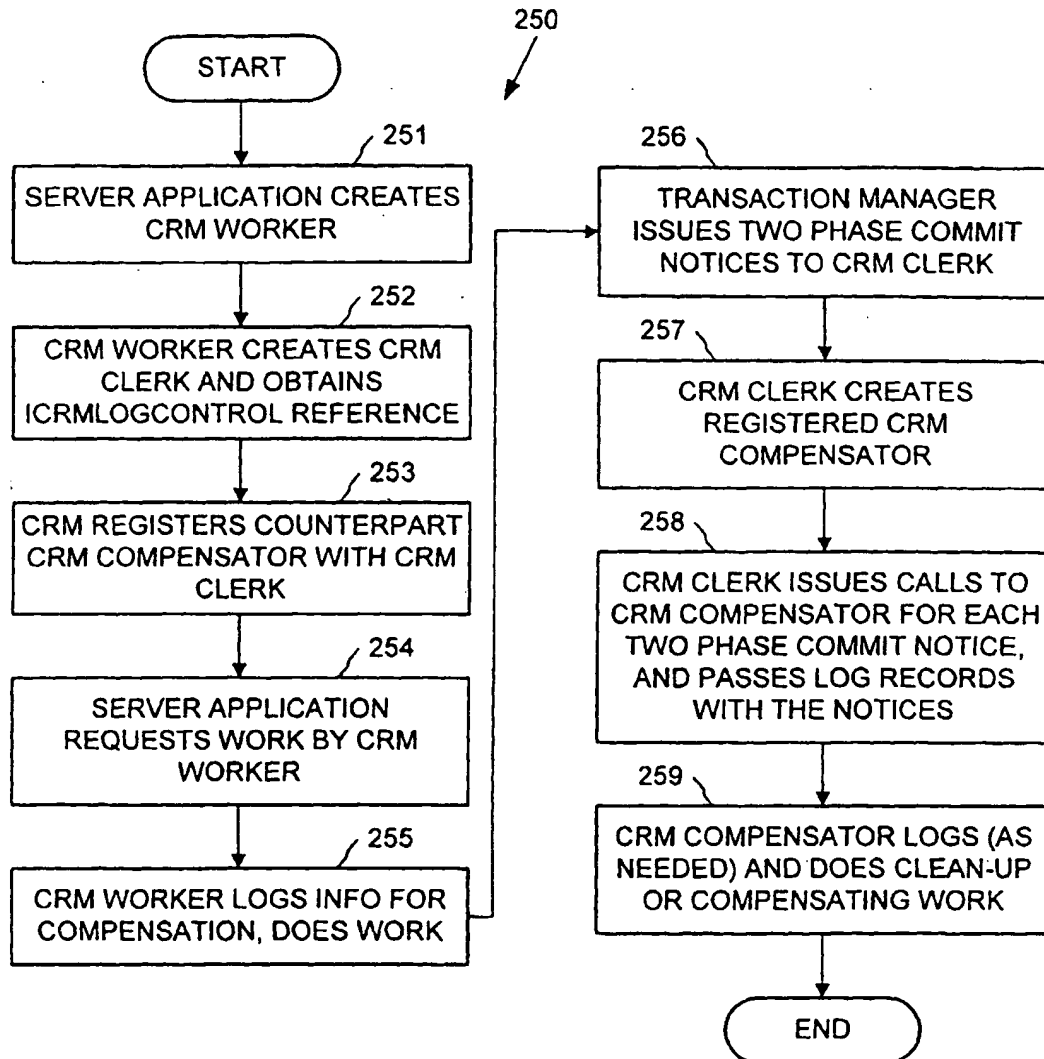 250
START
251
SERVER APPLICATION CREATES
CRM WORKER
252
CRM WORKER CREATES CRM
CLERK AND OBTAINS
ICRMLOGCONTROL REFERENCE
253
CRM REGISTERS COUNTERPART
CRM COMPENSATOR WITH CRM
CLERK
254
SERVER APPLICATION
REQUESTS WORK BY CRM
WORKER
255
CRM WORKER LOGS INFO FOR
COMPENSATION, DOES WORK
256
TRANSACTION MANAGER
ISSUES TWO PHASE COMMIT
NOTICES TO CRM CLERK
257
CRM CLERK CREATES
REGISTERED CRM
COMPENSATOR
258
CRM CLERK ISSUES CALLS TO
CRM COMPENSATOR FOR EACH
TWO PHASE COMMIT NOTICE,
AND PASSES LOG RECORDS
WITH THE NOTICES
259
CRM COMPENSATOR LOGS (AS
NEEDED) AND DOES CLEAN-UP
OR COMPENSATING WORK
END